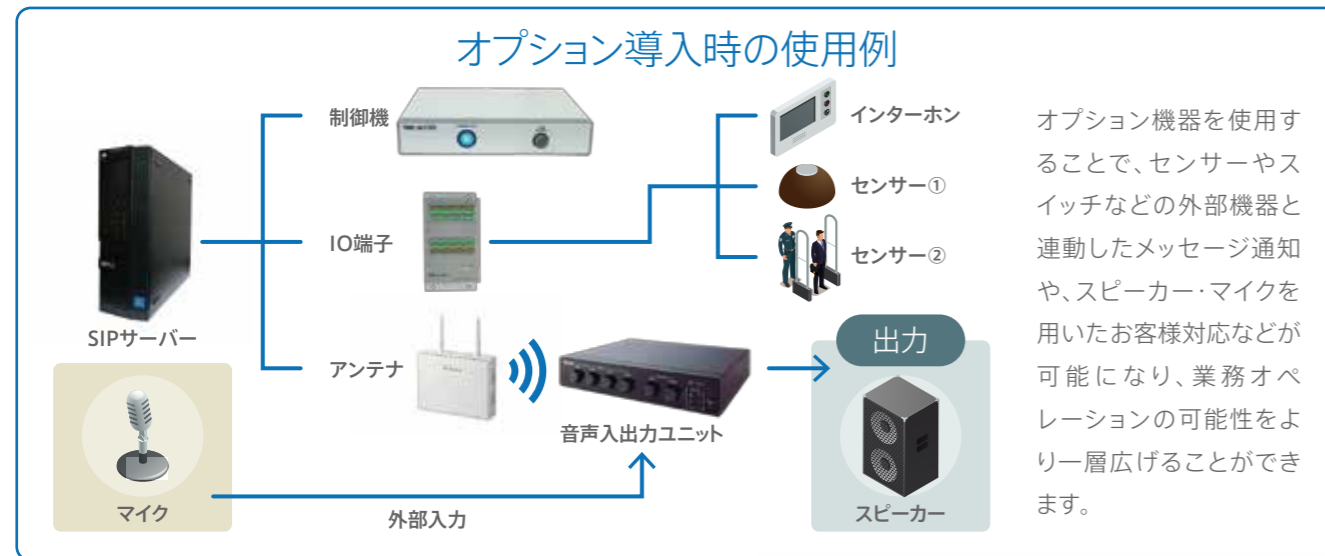 オプション導入時の使用例
制御機
IO端子
アンテナ
SIPサーバー
マイク
外部入力
音声入出力ユニット
インターホン
センサー①
センサー②
出力
スピーカー
オプション機器を使用す
ることで、センサーやス
イッチなどの外部機器と
連動したメッセージ通知
や、スピーカー・マイクを
用いたお客様対応などが
可能になり、業務オペ
レーションの可能性をよ
り一層広げることができ
ます。